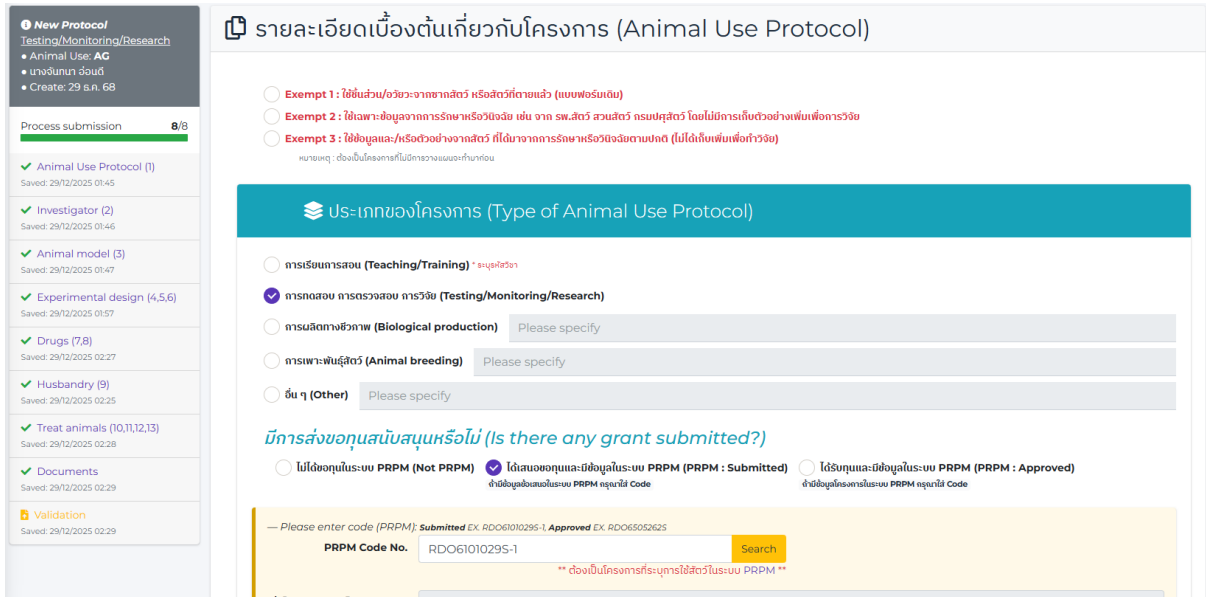 New Protocol
Testing/Monitoring/Research
• Animal Use: AG
• นางจันทนา อ่อนดี
• Create: 29 ธ.ค. 68
Process submission 8/8
Animal Use Protocol (1)
Saved: 29/12/2025 01:45
Investigator (2)
Saved: 29/12/2025 01:46
Animal model (3)
Saved: 29/12/2025 01:47
Experimental design (4,5,6)
Saved: 29/12/2025 01:57
Drugs (7,8)
Saved: 29/12/2025 02:27
Husbandry (9)
Saved: 29/12/2025 02:25
Treat animals (10,11,12,13)
Saved: 29/12/2025 02:28
Documents
Saved: 29/12/2025 02:29
Validation
Saved: 29/12/2025 02:29
รายละเอียดเบื้องต้นเกี่ยวกับโครงการ (Animal Use Protocol)
Exempt 1 : ใช้ชิ้นส่วน/อวัยวะจากซากสัตว์ หรือสัตว์ที่ตายแล้ว (แบบฟอร์มเดิม)
Exempt 2 : ใช้เฉพาะข้อมูลจากการรักษาหรือวินิจฉัย เช่น จาก รพ.สัตว์ สวนสัตว์ กรมปศุสัตว์ โดยไม่มีการเก็บตัวอย่างเพิ่มเพื่อการวิจัย
Exempt 3 : ใช้ข้อมูลและ/หรือตัวอย่างจากสัตว์ ที่ได้มาจากการรักษาหรือวินิจฉัยตามปกติ (ไม่ได้เก็บเพิ่มเพื่อทำวิจัย)
หมายเหตุ : ต้องเป็นโครงการที่ไม่มีการวางแผนจะทำมาก่อน
ประเภทของโครงการ (Type of Animal Use Protocol)
การเรียนการสอน (Teaching/Training) * ระบุรหัสวิชา
การทดสอบ การตรวจสอบ การวิจัย (Testing/Monitoring/Research)
การผลิตทางชีวภาพ (Biological production) Please specify
การเพาะพันธุ์สัตว์ (Animal breeding) Please specify
อื่น ๆ (Other) Please specify
มีการส่งขอทุนสนับสนุนหรือไม่ (Is there any grant submitted?)
ไม่ได้ขอทุนในระบบ PRPM (Not PRPM) ได้เสนอขอทุนและมีข้อมูลในระบบ PRPM (PRPM : Submitted) ได้รับทุนและมีข้อมูลในระบบ PRPM (PRPM : Approved)
ถ้ามีข้อมูลข้อเสนอในระบบ PRPM กรุณาใส่ Code ถ้ามีข้อมูลโครงการในระบบ PRPM กรุณาใส่ Code
— Please enter code (PRPM): Submitted EX. RDO6101029S-1, Approved EX. RDO6505262S
PRPM Code No. RDO6101029S-1 Search
** ต้องเป็นโครงการที่ระบุการใช้สัตว์ในระบบ PRPM **